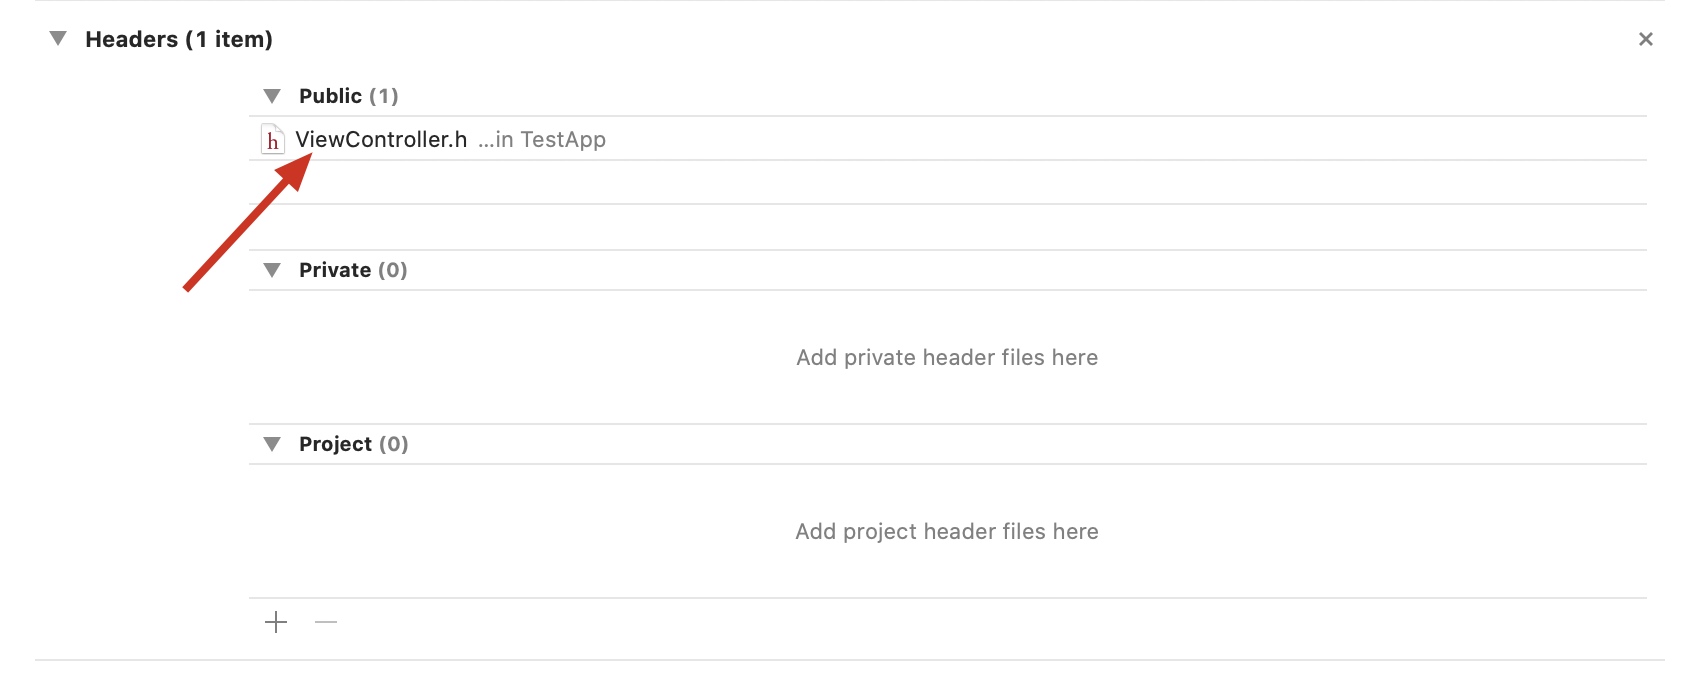 Headers (1 item)
Public (1)
h ViewController.h ...in TestApp
Private (0)
Add private header files here
Project (0)
Add project header files here